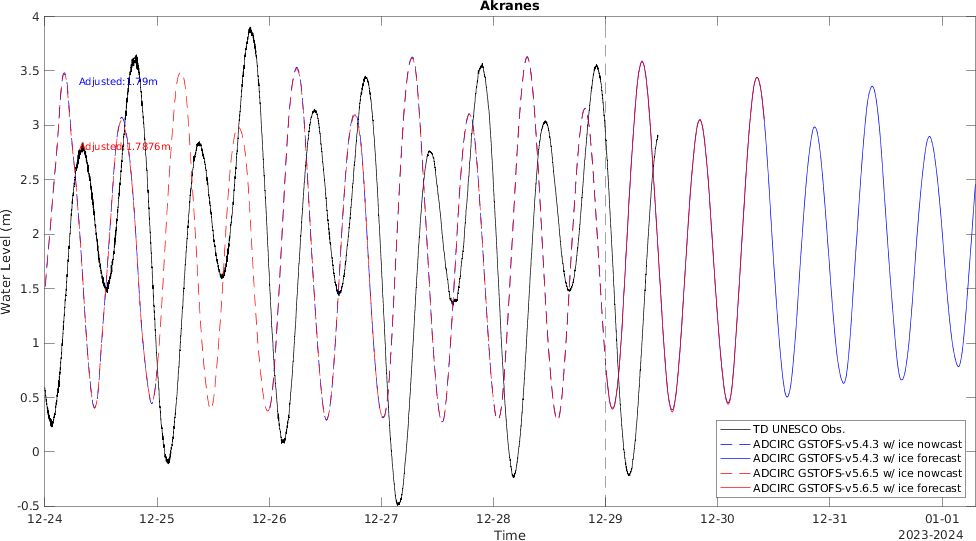 Akranes
4
3.5
3
2.5
2
1.5
1
0.5
0
-0.5
Water Level (m)
Adjusted:1.79m
Adjusted:1.7876m
TD UNESCO Obs.
ADCIRC GSTOFS-v5.4.3 w/ ice nowcast
ADCIRC GSTOFS-v5.4.3 w/ ice forecast
ADCIRC GSTOFS-v5.6.5 w/ ice nowcast
ADCIRC GSTOFS-v5.6.5 w/ ice forecast
12-24 12-25 12-26 12-27 12-28 12-29 12-30 12-31 01-01
Time
2023-2024